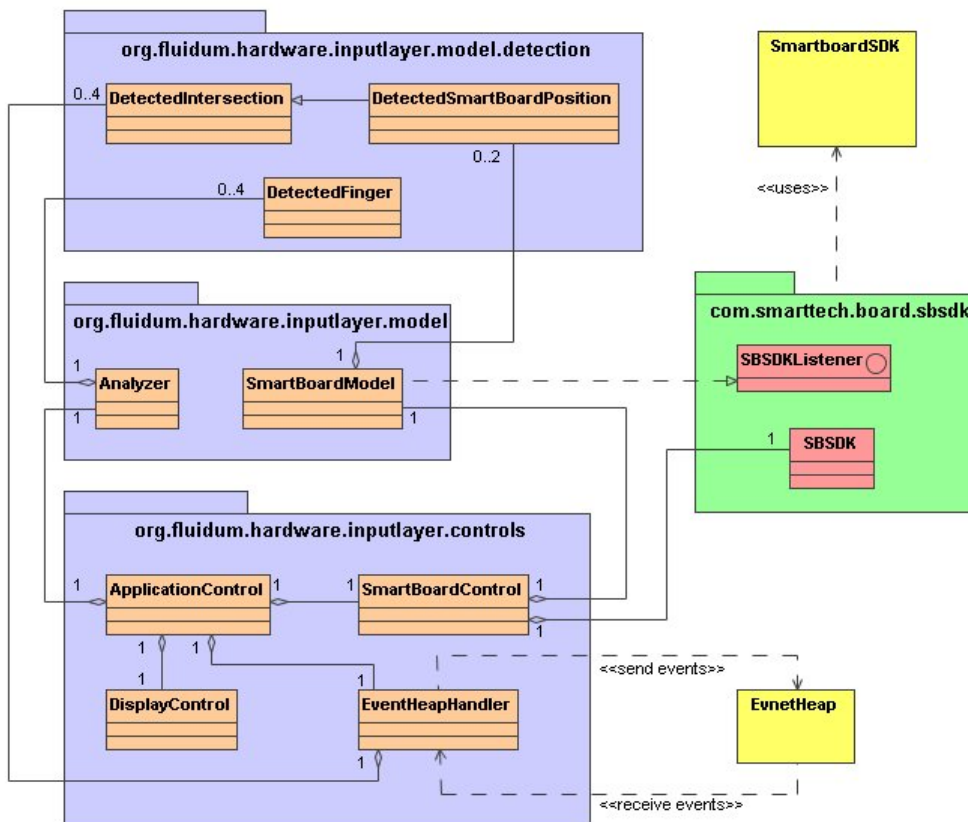 org.fluidum.hardware.inputlayer.model.detection
SmartboardSDK
0..4
DetectedIntersection
DetectedSmartBoardPosition
0..2
<<uses>>
0..4
DetectedFinger
org.fluidum.hardware.inputlayer.model
com.smarttech.board.sbsdk
1
1
SBSDKListener
Analyzer
SmartBoardModel
1
1
1
SBSDK
org.fluidum.hardware.inputlayer.controls
1
ApplicationControl
1
1
SmartBoardControl
1
1
1
1
<<send events>>
1
1
DisplayControl
EventHeapHandler
EvnetHeap
1
<<receive events>>